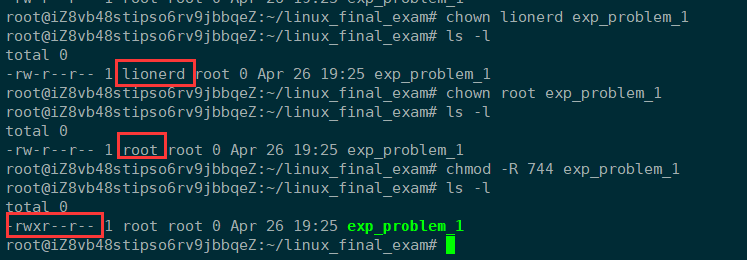 root@iZ8vb48stipso6rv9jbbqeZ:~/linux_final_exam# chown lionerd exp_problem_1
root@iZ8vb48stipso6rv9jbbqeZ:~/linux_final_exam# ls -l
total 0
-rw-r--r-- 1 lionerd root 0 Apr 26 19:25 exp_problem_1
root@iZ8vb48stipso6rv9jbbqeZ:~/linux_final_exam# chown root exp_problem_1
root@iZ8vb48stipso6rv9jbbqeZ:~/linux_final_exam# ls -l
total 0
-rw-r--r-- 1 root root 0 Apr 26 19:25 exp_problem_1
root@iZ8vb48stipso6rv9jbbqeZ:~/linux_final_exam# chmod -R 744 exp_problem_1
root@iZ8vb48stipso6rv9jbbqeZ:~/linux_final_exam# ls -l
total 0
-rwxr--r-- 1 root root 0 Apr 26 19:25 exp_problem_1
root@iZ8vb48stipso6rv9jbbqeZ:~/linux_final_exam#